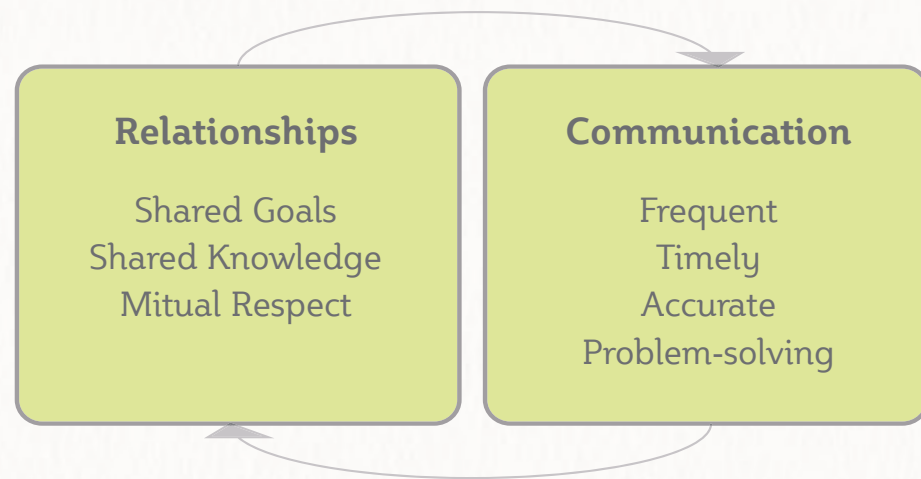 Relationships
Shared Goals
Shared Knowledge
Mitual Respect
Communication
Frequent
Timely
Accurate
Problem-solving